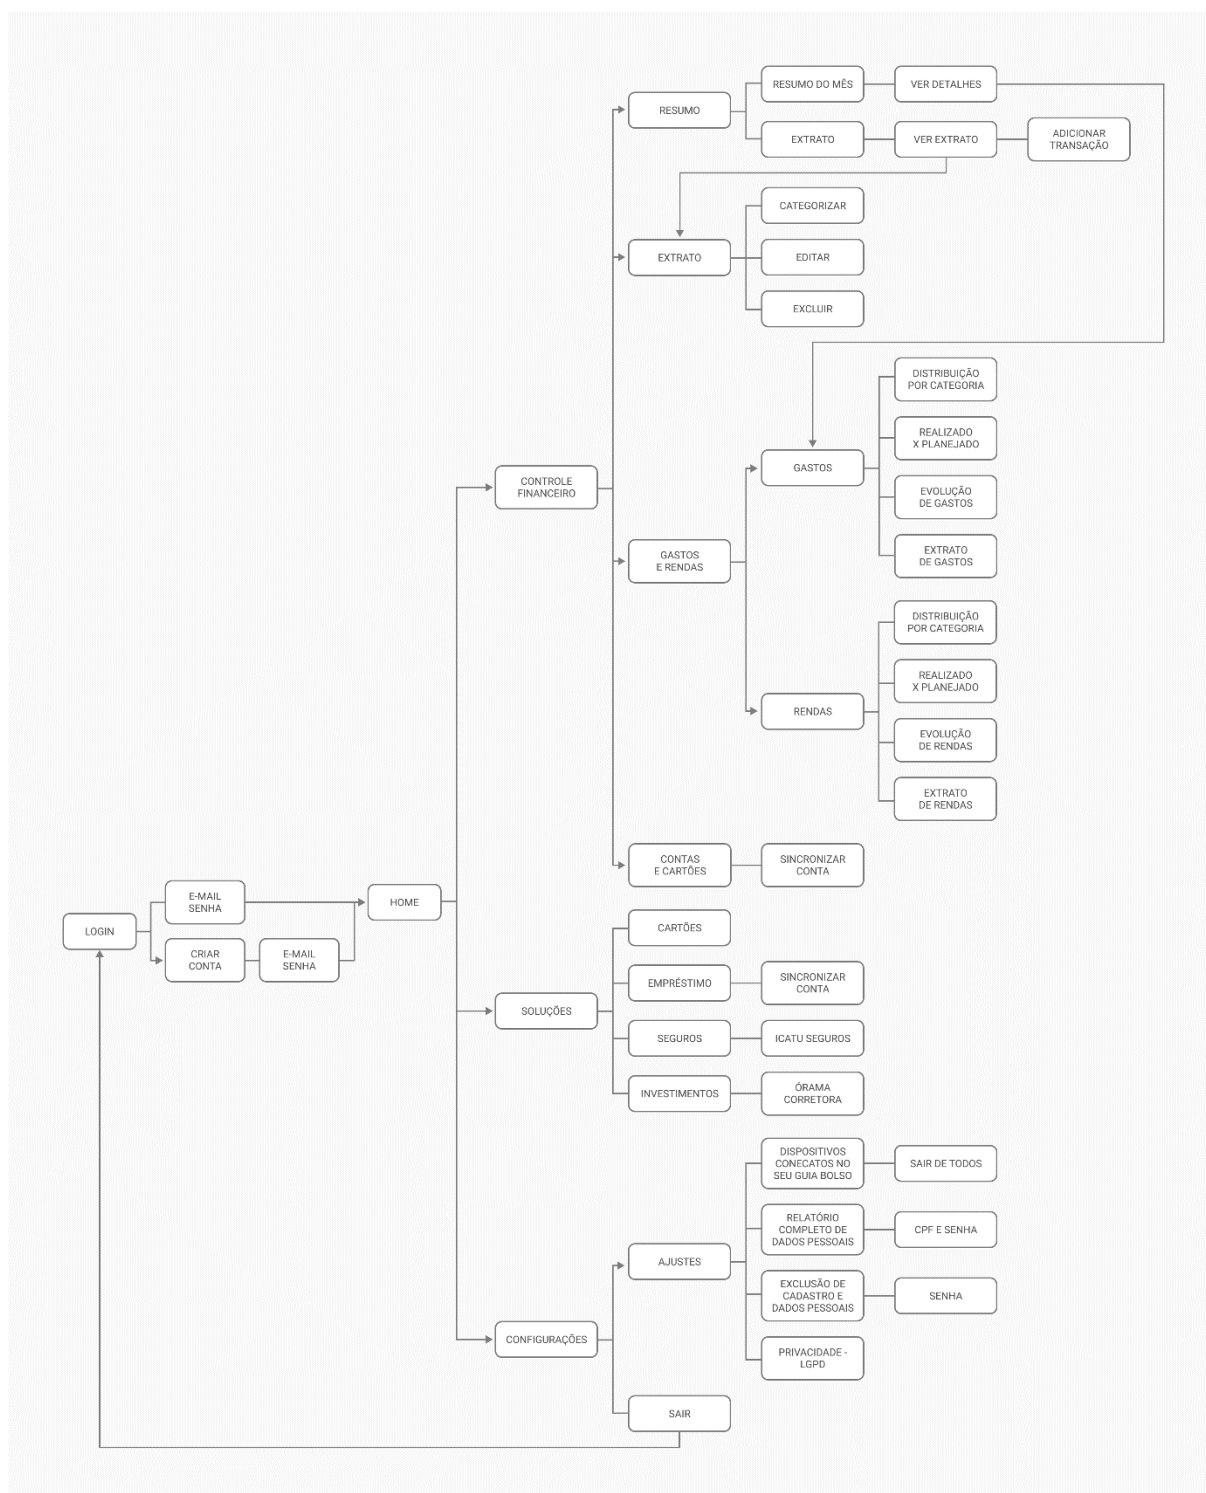 RESUMO
RESUMO DO MÊS
VER DETALHES
EXTRATO
VER EXTRATO
ADICIONAR
TRANSAÇÃO
EXTRATO
CATEGORIZAR
EDITAR
EXCLUIR
CONTROLE
FINANCEIRO
GASTOS
E RENDAS
GASTOS
DISTRIBUIÇÃO
POR CATEGORIA
REALIZADO
X PLANEJADO
EVOLUÇÃO
DE GASTOS
EXTRATO
DE GASTOS
RENDAS
DISTRIBUIÇÃO
POR CATEGORIA
REALIZADO
X PLANEJADO
EVOLUÇÃO
DE RENDAS
EXTRATO
DE RENDAS
CONTAS
E CARTÕES
SINCRONIZAR
CONTA
LOGIN
E-MAIL
SENHA
CRIAR
CONTA
E-MAIL
SENHA
HOME
SOLUÇÕES
CARTÕES
EMPRÉSTIMO
SINCRONIZAR
CONTA
SEGUROS
ICATU SEGUROS
INVESTIMENTOS
ÓRAMA
CORRETORA
CONFIGURAÇÕES
AJUSTES
DISPOSITIVOS
CONECATOS NO
SEU GUIA BOLSO
SAIR DE TODOS
RELATÓRIO
COMPLETO DE
DADOS PESSOAIS
CPF E SENHA
EXCLUSÃO DE
CADASTRO E
DADOS PESSOAIS
SENHA
PRIVACIDADE -
LGPD
SAIR